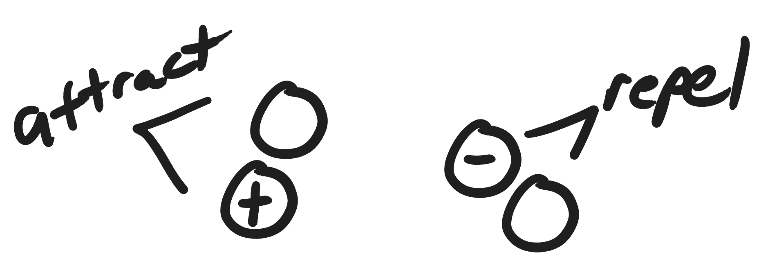 attract
+
-
repel